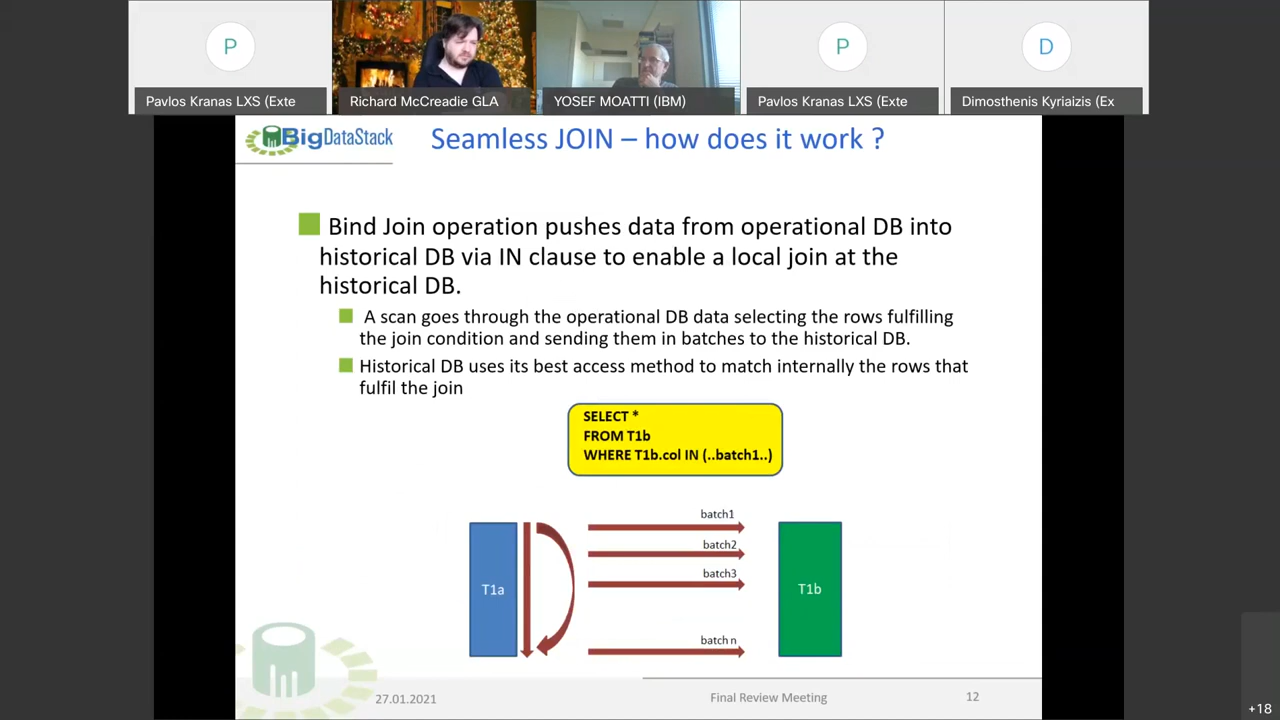 P
P
D
Pavlos Kranas LXS (Exte
Richard McCreadie GLA
YOSEF MOATTI (IBM)
Pavlos Kranas LXS (Exte
Dimosthenis Kyriaizis (Ex
BigDataStack
Seamless JOIN – how does it work ?
Bind Join operation pushes data from operational DB into
historical DB via IN clause to enable a local join at the
historical DB.
A scan goes through the operational DB data selecting the rows fulfilling
the join condition and sending them in batches to the historical DB.
Historical DB uses its best access method to match internally the rows that
fulfil the join
SELECT *
FROM T1b
WHERE T1b.col IN (..batch1..)
batch1
batch2
batch3
T1a
T1b
batch n
27.01.2021
Final Review Meeting
12
+18